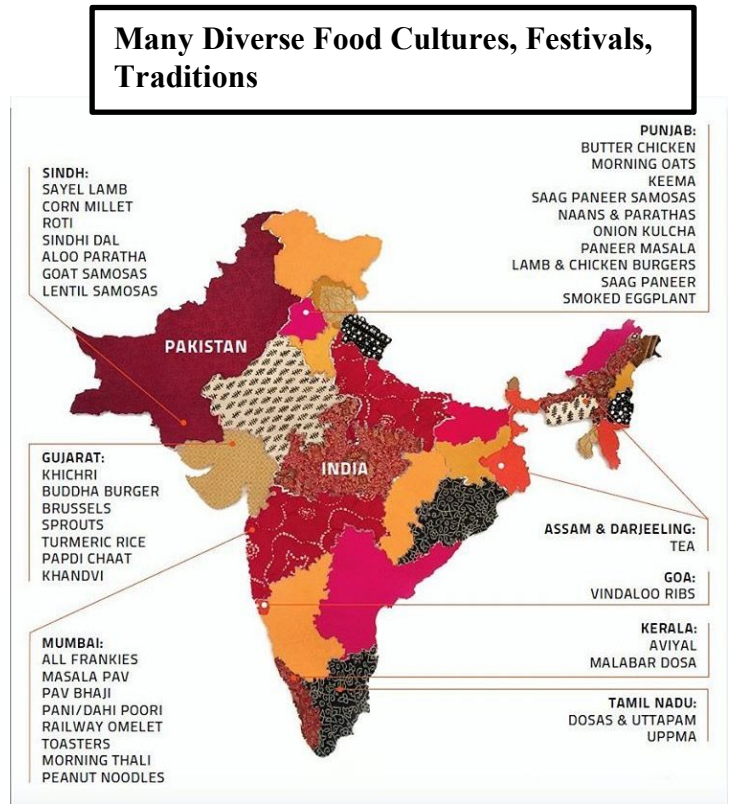 Many Diverse Food Cultures, Festivals,
Traditions
SINDH:
SAYEL LAMB
CORN MILLET
ROTI
SINDHI DAL
ALOO PARATHA
GOAT SAMOSAS
LENTIL SAMOSAS
PUNJAB:
BUTTER CHICKEN
MORNING OATS
KEEMA
SAAG PANEER SAMOSAS
NAANS & PARATHAS
ONION KULCHA
PANEER MASALA
LAMB & CHICKEN BURGERS
SAAG PANEER
SMOKED EGGPLANT
PAKISTAN
INDIA
GUJARAT:
KHICHRI
BUDDHA BURGER
BRUSSELS
SPROUTS
TURMERIC RICE
PAPDI CHAAT
KHANDVI
ASSAM & DARJEELING:
TEA
GOA:
VINDALOO RIBS
MUMBAI:
ALL FRANKIES
MASALA PAV
PAV BHAJI
PANI/DAHI POORI
RAILWAY OMELET
TOASTERS
MORNING THALI
PEANUT NOODLES
KERALA:
AVIYAL
MALABAR DOSA
TAMIL NADU:
DOSAS & UTTAPAM
UPPMA